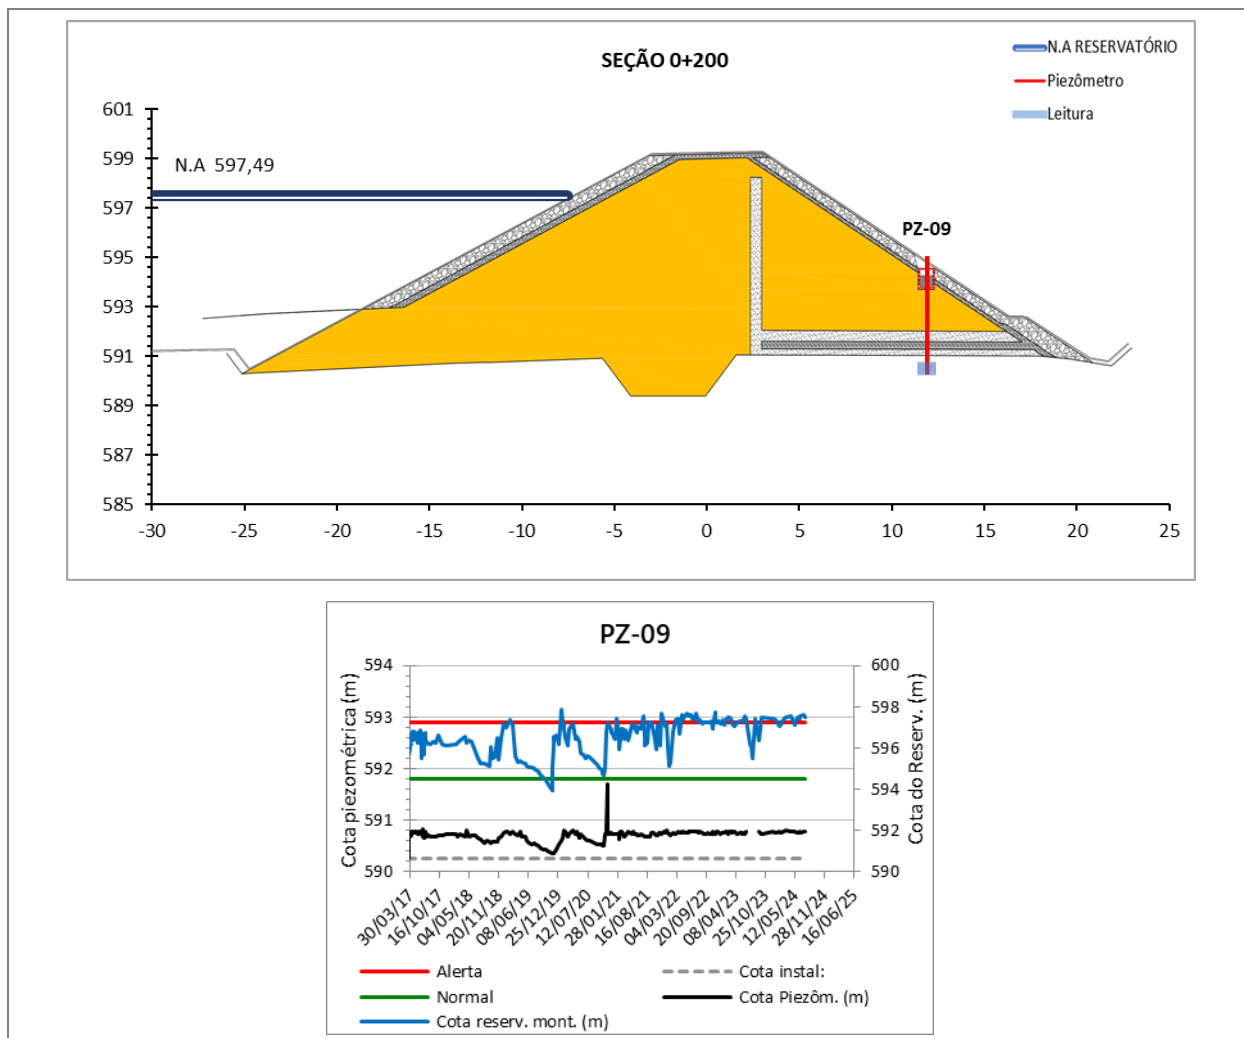 SEÇÃO 0+200
N.A RESERVATÓRIO
Piezômetro
Leitura
601
599
597
595
593
591
589
587
585
N.A 597,49
PZ-09
-30 -25 -20 -15 -10 -5 0 5 10 15 20 25
PZ-09
Cota piezométrica (m)
594
593
592
591
590
600
598
596
594
592
590
Cota do Reserv. (m)
30/03/17
16/10/17
04/05/18
20/11/18
08/06/19
25/12/19
12/07/20
28/01/21
16/08/21
04/03/22
20/09/22
08/04/23
25/10/23
12/05/24
28/11/24
16/06/25
Alerta
Cota instal:
Normal
Cota Piezôm. (m)
Cota reserv. mont. (m)